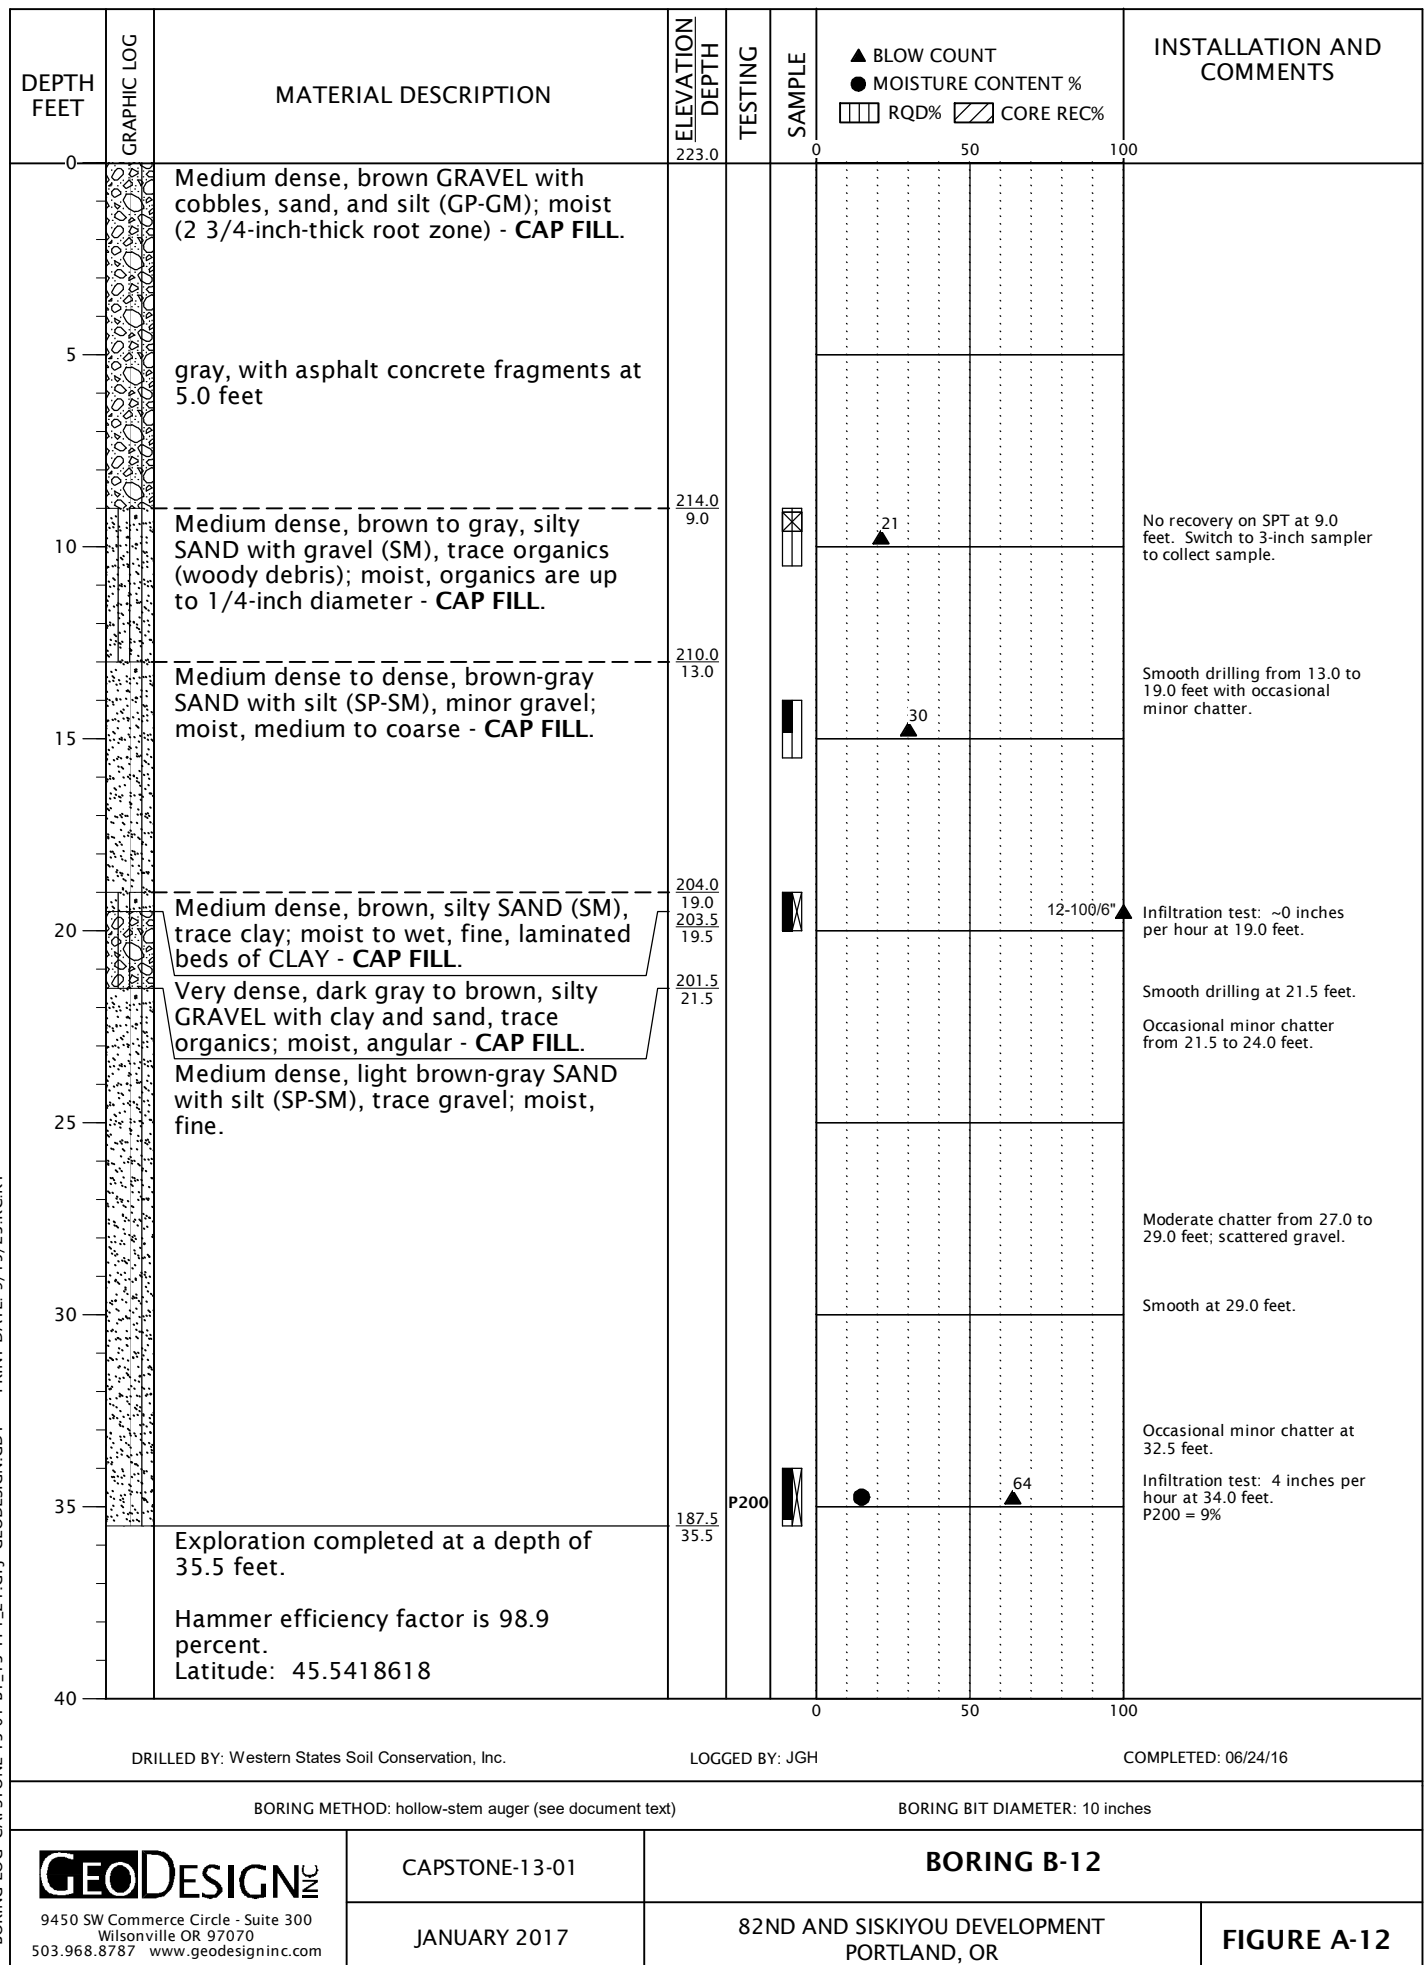 DEPTH
FEET
GRAPHIC LOG
MATERIAL DESCRIPTION
ELEVATION
DEPTH
TESTING
SAMPLE
▲ BLOW COUNT
● MOISTURE CONTENT %
RQD% CORE REC%
INSTALLATION AND
COMMENTS
0 50 100
223.0
0
Medium dense, brown GRAVEL with
cobbles, sand, and silt (GP-GM); moist
(2 3/4-inch-thick root zone) - CAP FILL.
5
gray, with asphalt concrete fragments at
5.0 feet
214.0
9.0
Medium dense, brown to gray, silty
SAND with gravel (SM), trace organics
(woody debris); moist, organics are up
to 1/4-inch diameter - CAP FILL.
21
No recovery on SPT at 9.0
feet. Switch to 3-inch sampler
to collect sample.
10
210.0
13.0
Medium dense to dense, brown-gray
SAND with silt (SP-SM), minor gravel;
moist, medium to coarse - CAP FILL.
30
Smooth drilling from 13.0 to
19.0 feet with occasional
minor chatter.
15
204.0
19.0
203.5
19.5
Medium dense, brown, silty SAND (SM),
trace clay; moist to wet, fine, laminated
beds of CLAY - CAP FILL.
12-100/6"
Infiltration test: ~0 inches
per hour at 19.0 feet.
20
201.5
21.5
Very dense, dark gray to brown, silty
GRAVEL with clay and sand, trace
organics; moist, angular - CAP FILL.
Smooth drilling at 21.5 feet.
Occasional minor chatter
from 21.5 to 24.0 feet.
Medium dense, light brown-gray SAND
with silt (SP-SM), trace gravel; moist,
fine.
25
Moderate chatter from 27.0 to
29.0 feet; scattered gravel.
Smooth at 29.0 feet.
30
Occasional minor chatter at
32.5 feet.
Infiltration test: 4 inches per
hour at 34.0 feet.
P200 = 9%
P200
64
35
187.5
35.5
Exploration completed at a depth of
35.5 feet.
Hammer efficiency factor is 98.9
percent.
Latitude: 45.5418618
40
0 50 100
DRILLED BY: Western States Soil Conservation, Inc.
LOGGED BY: JGH
COMPLETED: 06/24/16
BORING METHOD: hollow-stem auger (see document text)
BORING BIT DIAMETER: 10 inches
GEODESIGN INC
9450 SW Commerce Circle - Suite 300
Wilsonville OR 97070
503.968.8787 www.geodesigninc.com
CAPSTONE-13-01
JANUARY 2017
BORING B-12
82ND AND SISKIYOU DEVELOPMENT
PORTLAND, OR
FIGURE A-12